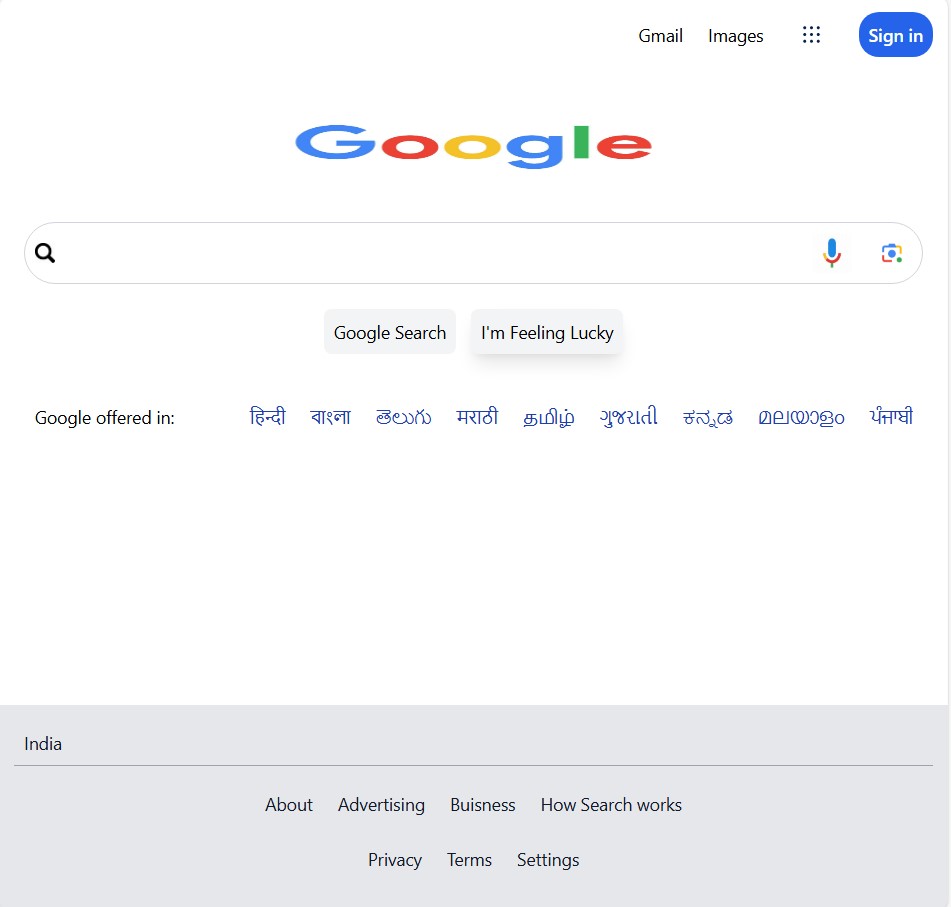 Gmail Images Sign in
Google
Google Search I'm Feeling Lucky
Google offered in: हिन्दी বাংলা తెలుగు मराठी தமிழ் ગુજરાતી ಕನ್ನಡ മലയാളം ਪੰਜਾਬੀ
India
About Advertising Buisness How Search works
Privacy Terms Settings